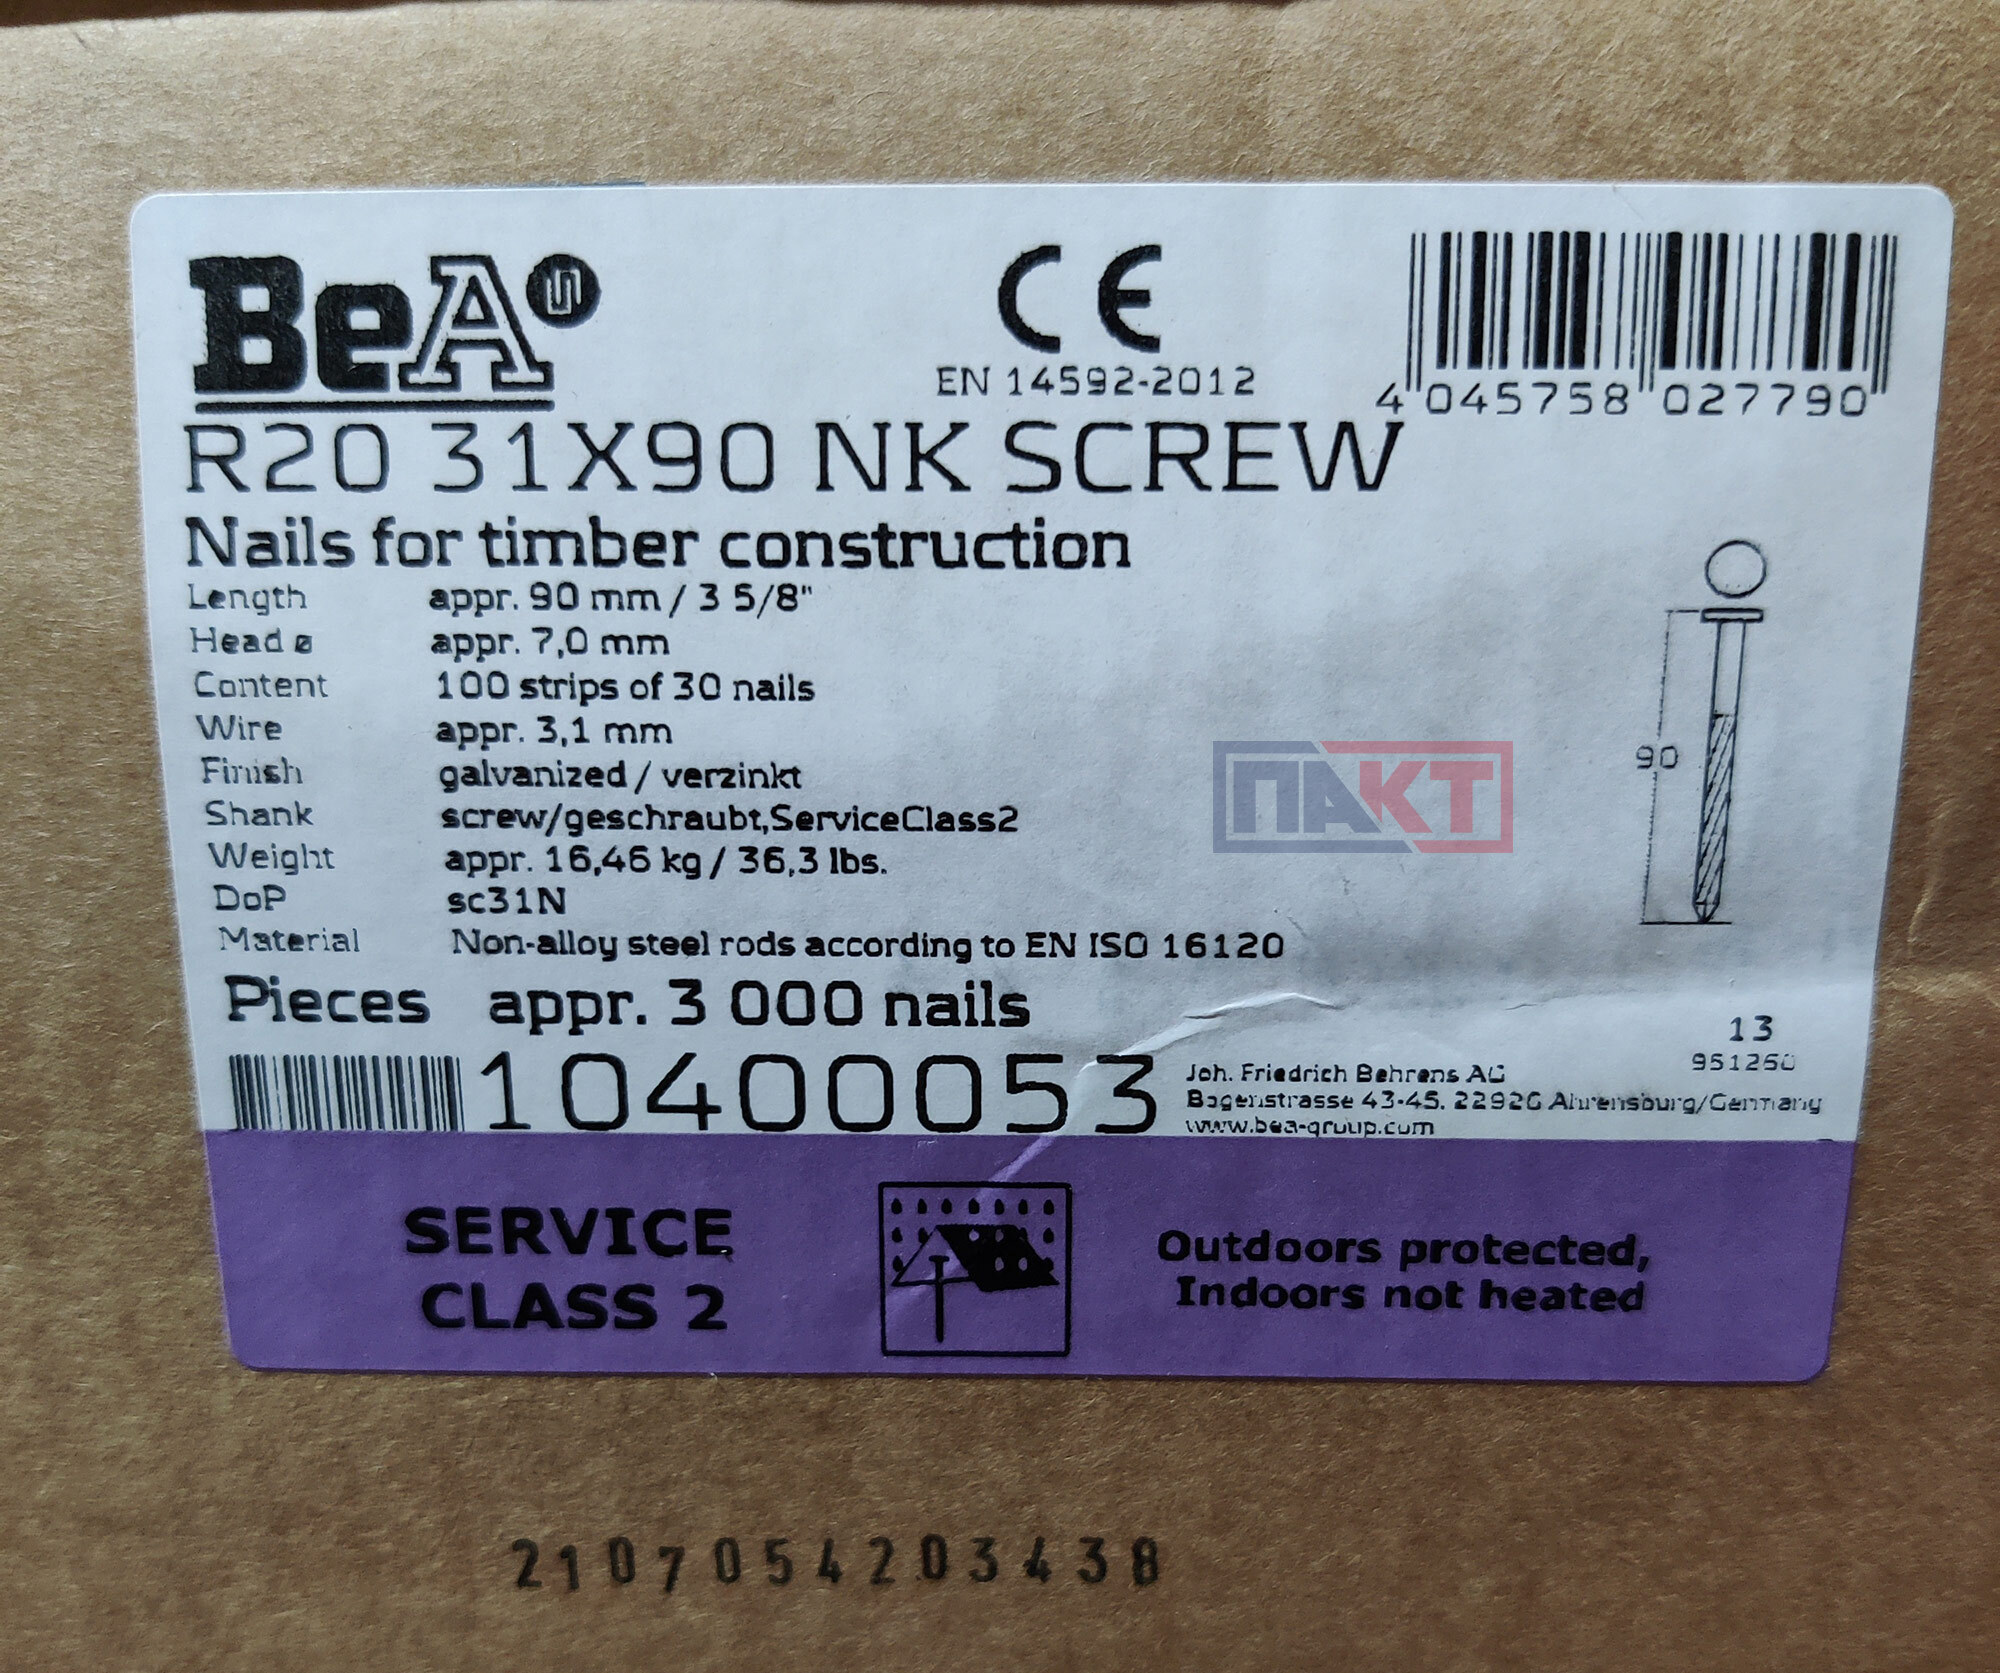 BeA
CE
EN 14592-2012
4 045758 027790
R20 31X90 NK SCREW
Nails for timber construction
Length appr. 90 mm / 3 5/8"
Head ø appr. 7,0 mm
Content 100 strips of 30 nails
Wire appr. 3,1 mm
Finish galvanized / verzinkt
Shank screw/geschraubt,ServiceClass2
Weight appr. 16,46 kg / 36,3 lbs.
DoP sc31N
Material Non-alloy steel rods according to EN ISO 16120
90
ПАКТ
Pieces appr. 3 000 nails
13
951260
10400053
Joh. Friedrich Behrens AG
Bogenstrasse 43-45, 22926 Ahrensburg/Germany
www.bea-group.com
SERVICE
CLASS 2
Outdoors protected,
Indoors not heated
2107054203438